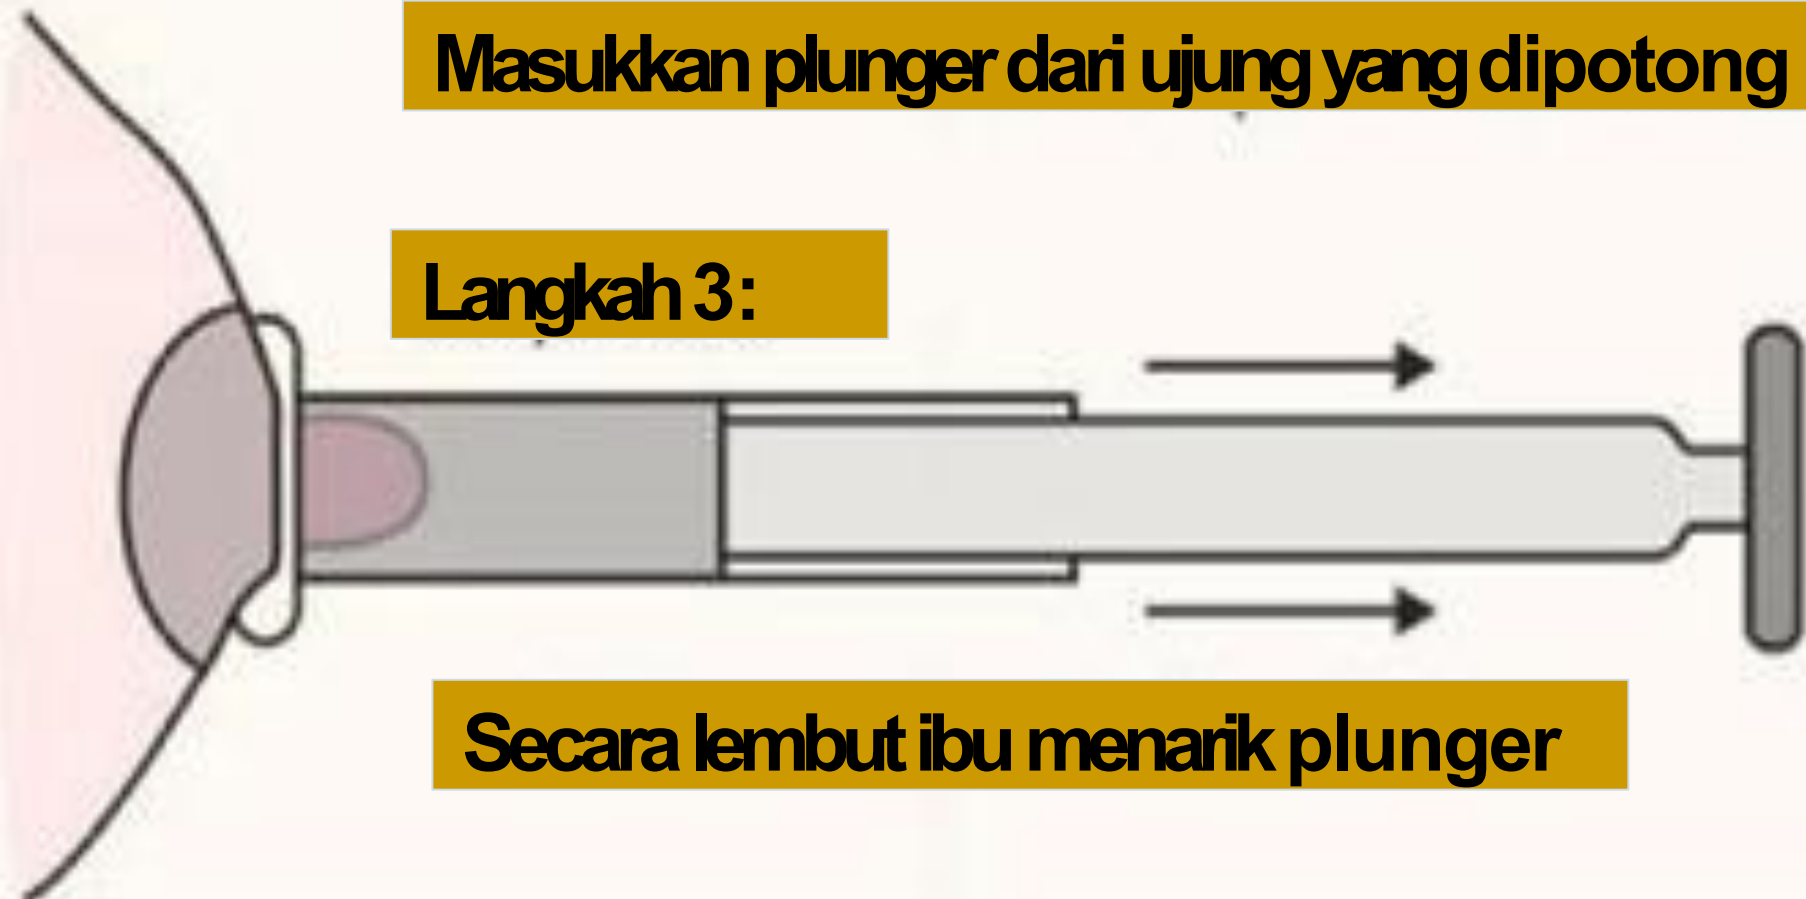 Masukkan plunger dari ujung yang dipotong
Langkah 3:
Secara lembut ibu menarik plunger